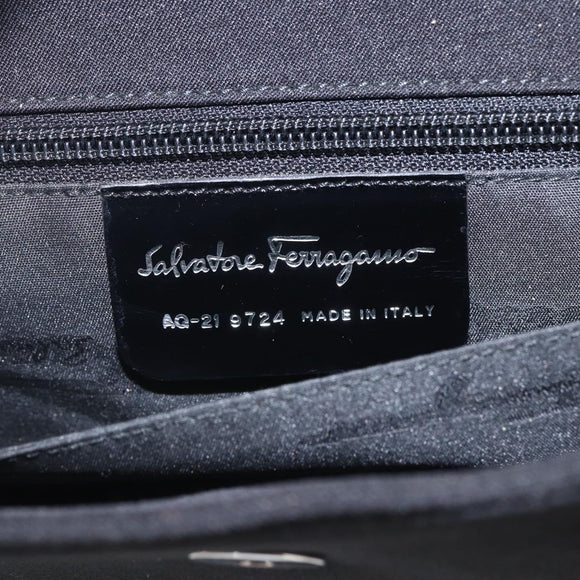 Salvatore Ferragamo
AQ-21 9724 MADE IN ITALY